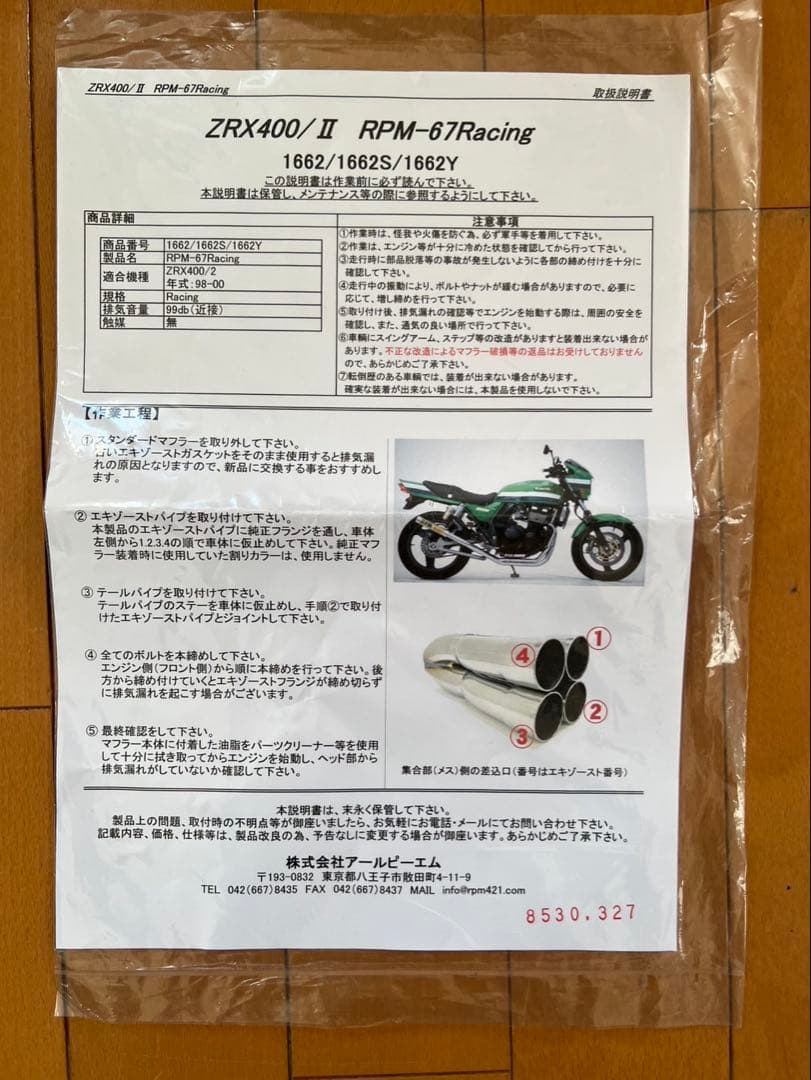 ZRX400/Ⅱ RPM-67Racing
取扱説明書
ZRX400/Ⅱ RPM-67Racing
1662/1662S/1662Y
この説明書は作業前に必ず読んで下さい。
本説明書は保管し、メンテナンス等の際に参照するようにして下さい。
商品詳細
商品番号 1662/1662S/1662Y
製品名 RPM-67Racing
適合機種 ZRX400/2
年式:98-00
規格 Racing
排気音量 99db(近接)
触媒 無
注意事項
①作業時は、怪我や火傷を防ぐ為、必ず軍手等を着用して下さい。
②作業は、エンジン等が十分に冷めた状態を確認してから行って下さい。
③走行時に部品脱落等の事故が発生しないように各部の締め付けを十分に
確認して下さい。
④走行中の振動により、ボルトやナットが緩む場合がありますので、必要に
応じて、増し締めを行って下さい。
⑤取り付け後、排気漏れの確認等でエンジンを始動する際は、周囲の安全を
確認し、また、通気の良い場所で行って下さい。
⑥車輌にスイングアーム、ステップ等の改造がありますと装着出来ない場合が
あります。不正な改造によるマフラー破損等の返品はお受けしておりません
ので、あらかじめご了承下さい。
⑦転倒歴のある車輌では、装着が出来ない場合があります。
確実な装着が出来ない場合には、本製品を使用しないで下さい。
【作業工程】
① スタンダードマフラーを取り外して下さい。
古いエキゾーストガスケットをそのまま使用すると排気漏
れの原因となりますので、新品に交換する事をおすすめし
ます。
② エキゾーストパイプを取り付けて下さい。
本製品のエキゾーストパイプに純正フランジを通し、車体
左側から1.2.3.4の順で車体に仮止めして下さい。純正マフ
ラー装着時に使用していた割りカラーは、使用しません。
③ テールパイプを取り付けて下さい。
テールパイプのステーを車体に仮止めし、手順②で取り付
けたエキゾーストパイプとジョイントして下さい。
④ 全てのボルトを本締めして下さい。
エンジン側(フロント側)から順に本締めを行って下さい。後
方から締め付けていくとエキゾーストフランジが締め切らず
に排気漏れを起こす場合がございます。
⑤ 最終確認をして下さい。
マフラー本体に付着した油脂をパーツクリーナー等を使用
して十分に拭き取ってからエンジンを始動し、ヘッド部から
排気漏れがしていないか確認して下さい。
①
④
②
③
集合部(メス)側の差込口(番号はエキゾースト番号)
本説明書は、末永く保管して下さい。
製品上の問題、取付時の不明点等が御座いましたら、お気軽にお電話・メールにてお問い合わせ下さい。
記載内容、価格、仕様等は、製品改良の為、予告なしに変更する場合が御座います。あらかじめご了承下さい。
株式会社アールピーエム
〒193-0832 東京都八王子市散田町4-11-9
TEL 042(667)8435 FAX 042(667)8437 MAIL info@rpm421.com
8530.327